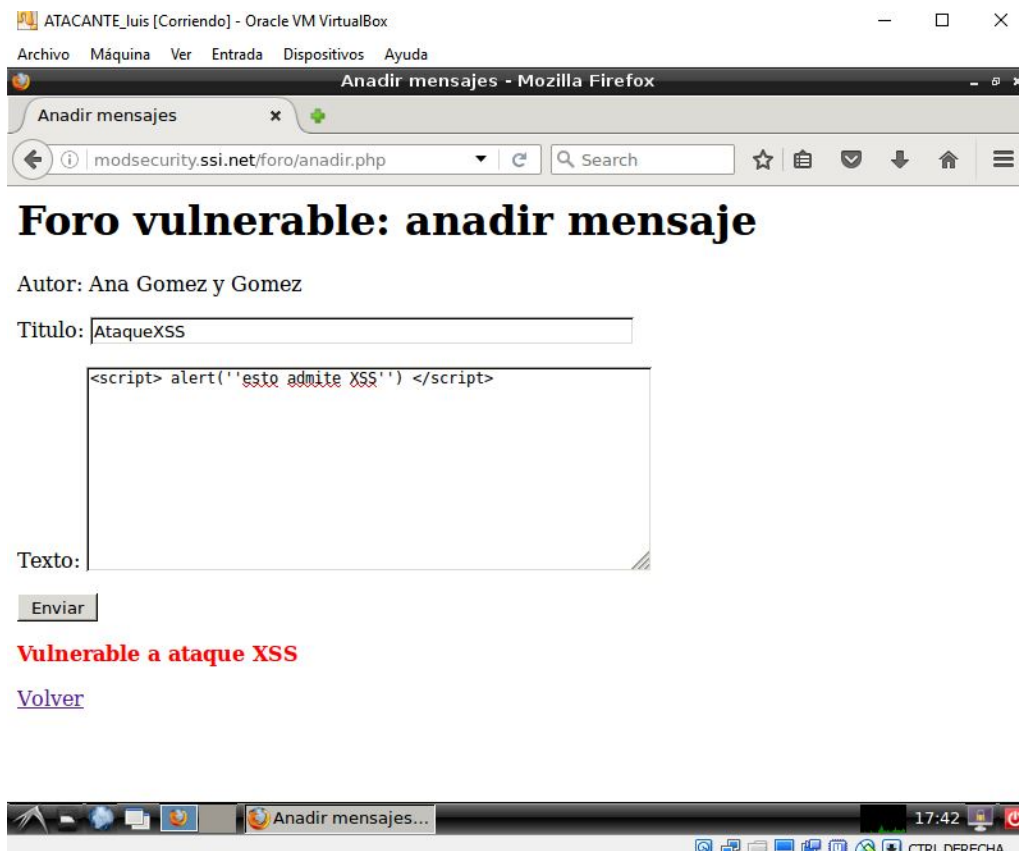 ATACANTE_luis [Corriendo] - Oracle VM VirtualBox
Archivo Máquina Ver Entrada Dispositivos Ayuda
Anadir mensajes - Mozilla Firefox
Anadir mensajes
modsecurity.ssi.net/foro/anadir.php
Search
Foro vulnerable: anadir mensaje
Autor: Ana Gomez y Gomez
Titulo: AtaqueXSS
<script> alert(''esto admite XSS'') </script>
Texto:
Enviar
Vulnerable a ataque XSS
Volver
Anadir mensajes...
17:42
CTRL DERECHA